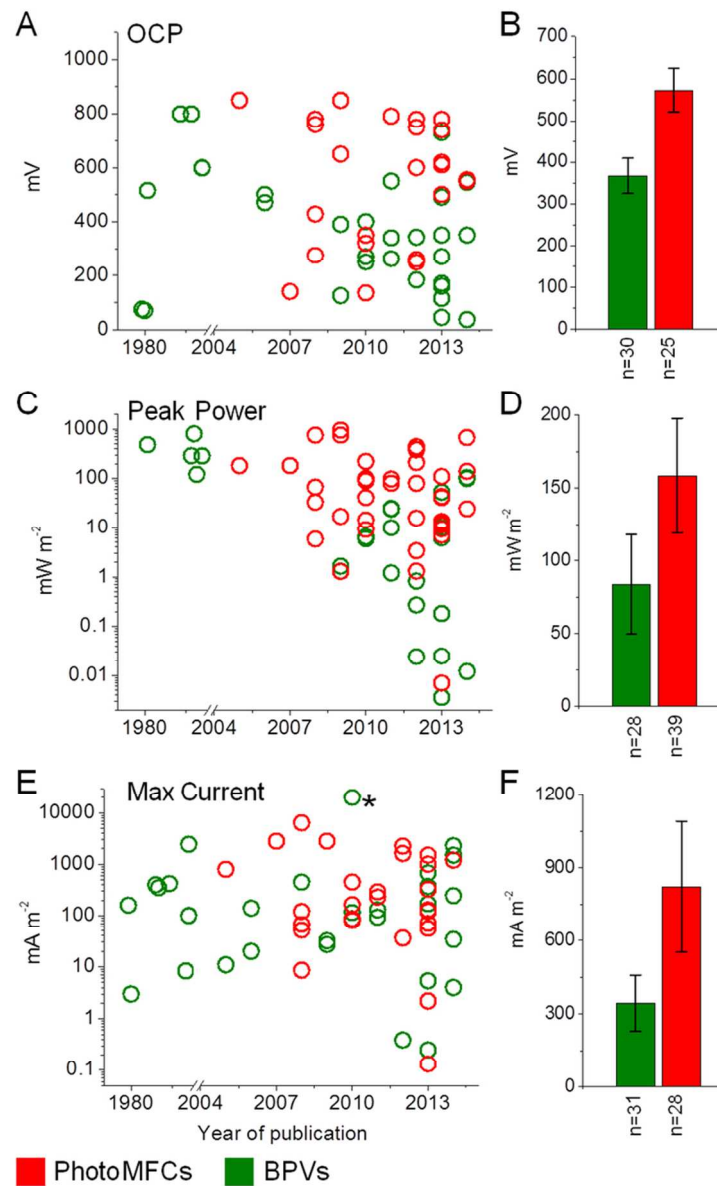 A
OCP
1000
800
600
400
200
0
mV
1980
2004
2007
2010
2013
B
700
600
500
400
300
200
100
0
mV
n=30
n=25
C
Peak Power
1000
100
10
1
0.1
0.01
mW m-2
1980
2004
2007
2010
2013
D
200
150
100
50
0
mW m-2
n=28
n=39
E
Max Current
*
10000
1000
100
10
1
0.1
mA m-2
1980
2004
2007
2010
2013
Year of publication
F
1200
900
600
300
0
mA m-2
n=31
n=28
PhotoMFCs
BPVs